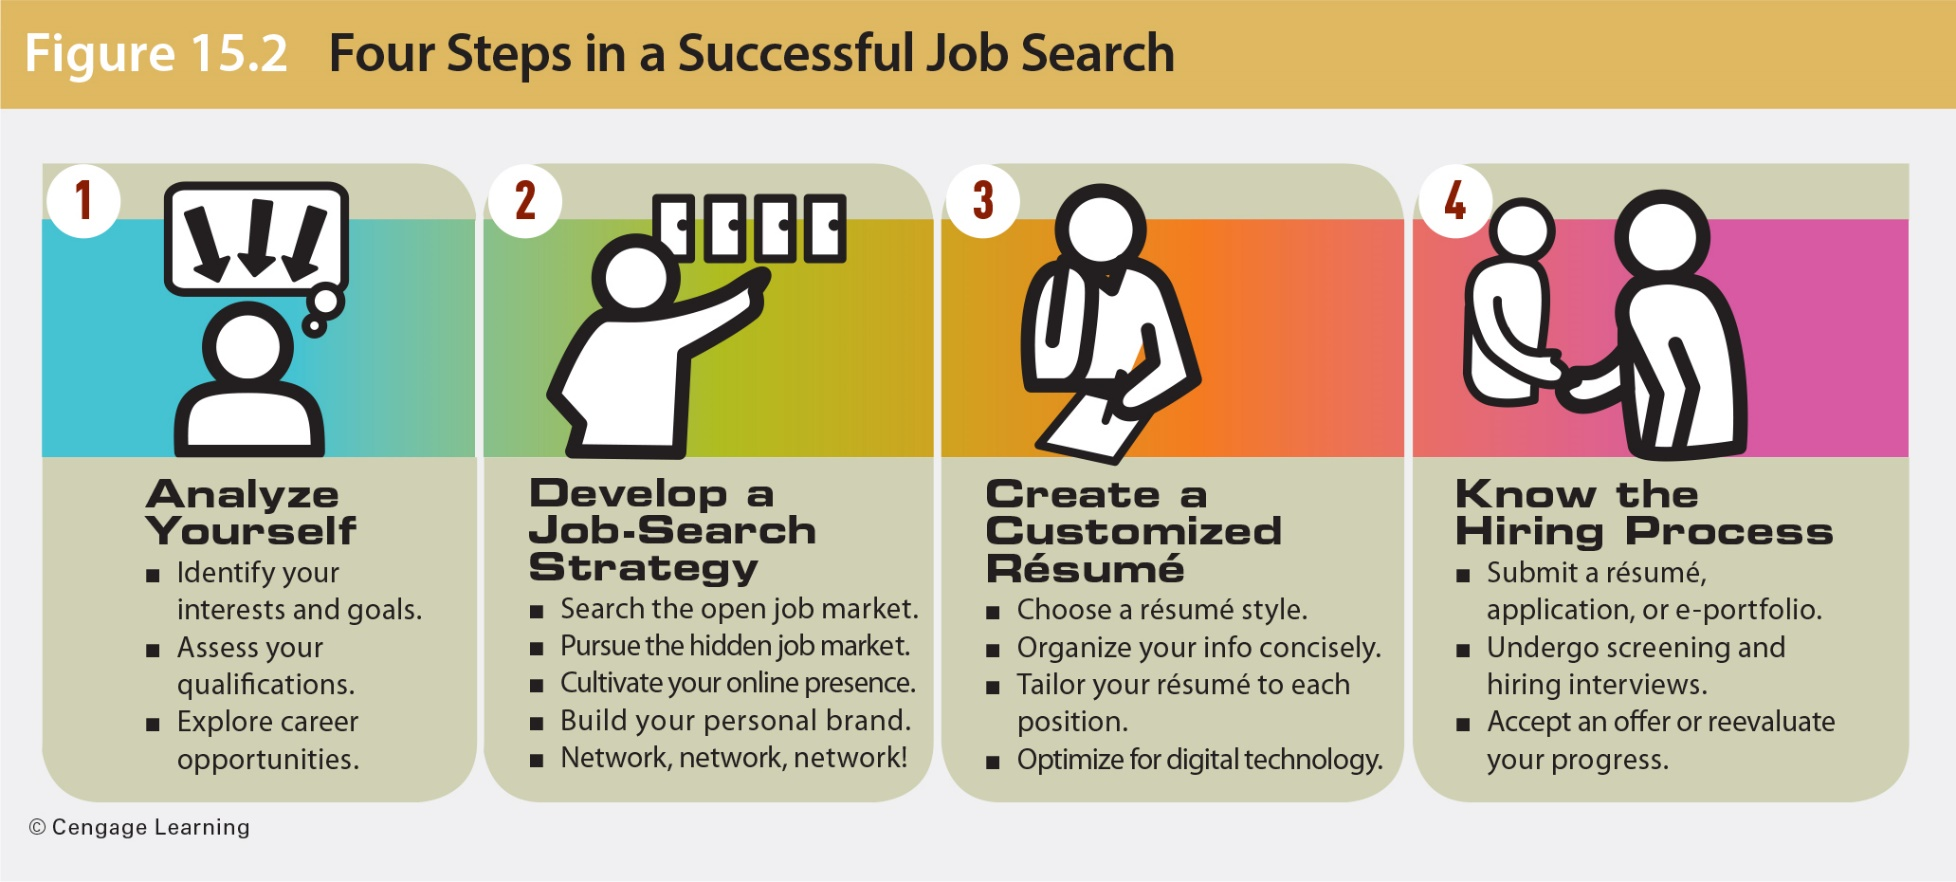 Figure 15.2 Four Steps in a Successful Job Search
1
Analyze
Yourself
■ Identify your
interests and goals.
■ Assess your
qualifications.
■ Explore career
opportunities.
2
Develop a
Job-Search
Strategy
■ Search the open job market.
■ Pursue the hidden job market.
■ Cultivate your online presence.
■ Build your personal brand.
■ Network, network, network!
3
Create a
Customized
Résumé
■ Choose a résumé style.
■ Organize your info concisely.
■ Tailor your résumé to each
position.
■ Optimize for digital technology.
4
Know the
Hiring Process
■ Submit a résumé,
application, or e-portfolio.
■ Undergo screening and
hiring interviews.
■ Accept an offer or reevaluate
your progress.
© Cengage Learning